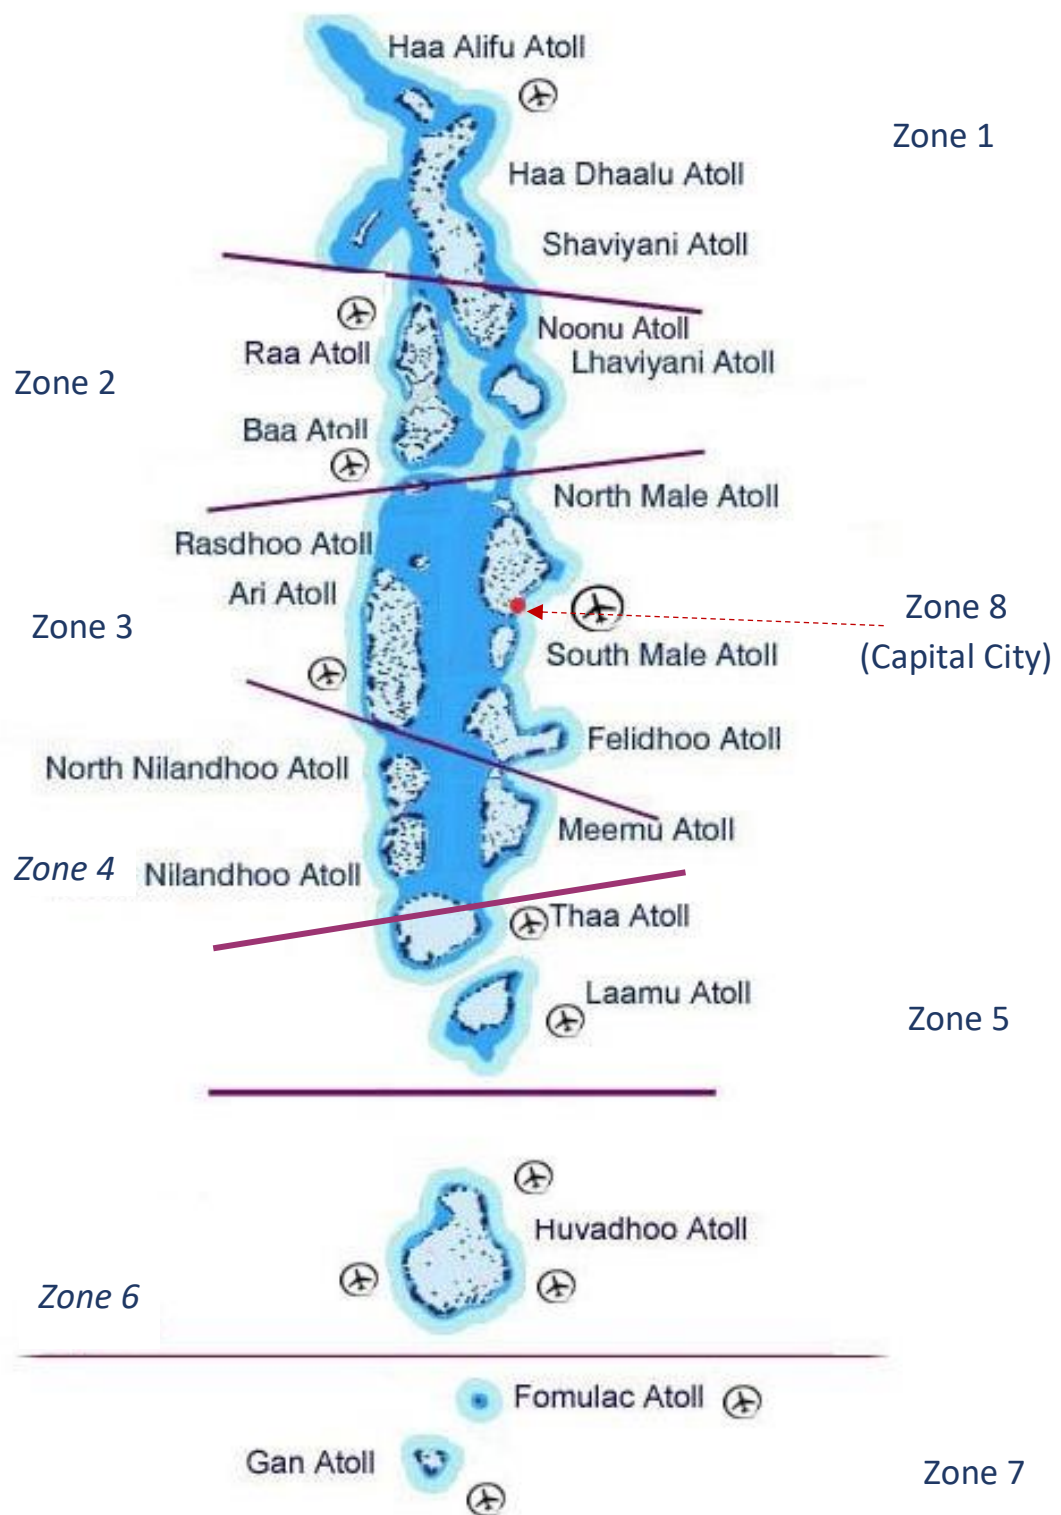 Haa Alifu Atoll
Zone 1
Haa Dhaalu Atoll
Shaviyani Atoll
Noonu Atoll
Raa Atoll
Lhaviyani Atoll
Zone 2
Baa Atoll
North Male Atoll
Rasdhoo Atoll
Ari Atoll
Zone 3
Zone 8
(Capital City)
South Male Atoll
Felidhoo Atoll
North Nilandhoo Atoll
Meemu Atoll
Zone 4
Nilandhoo Atoll
Thaa Atoll
Laamu Atoll
Zone 5
Huvadhoo Atoll
Zone 6
Fomulac Atoll
Gan Atoll
Zone 7